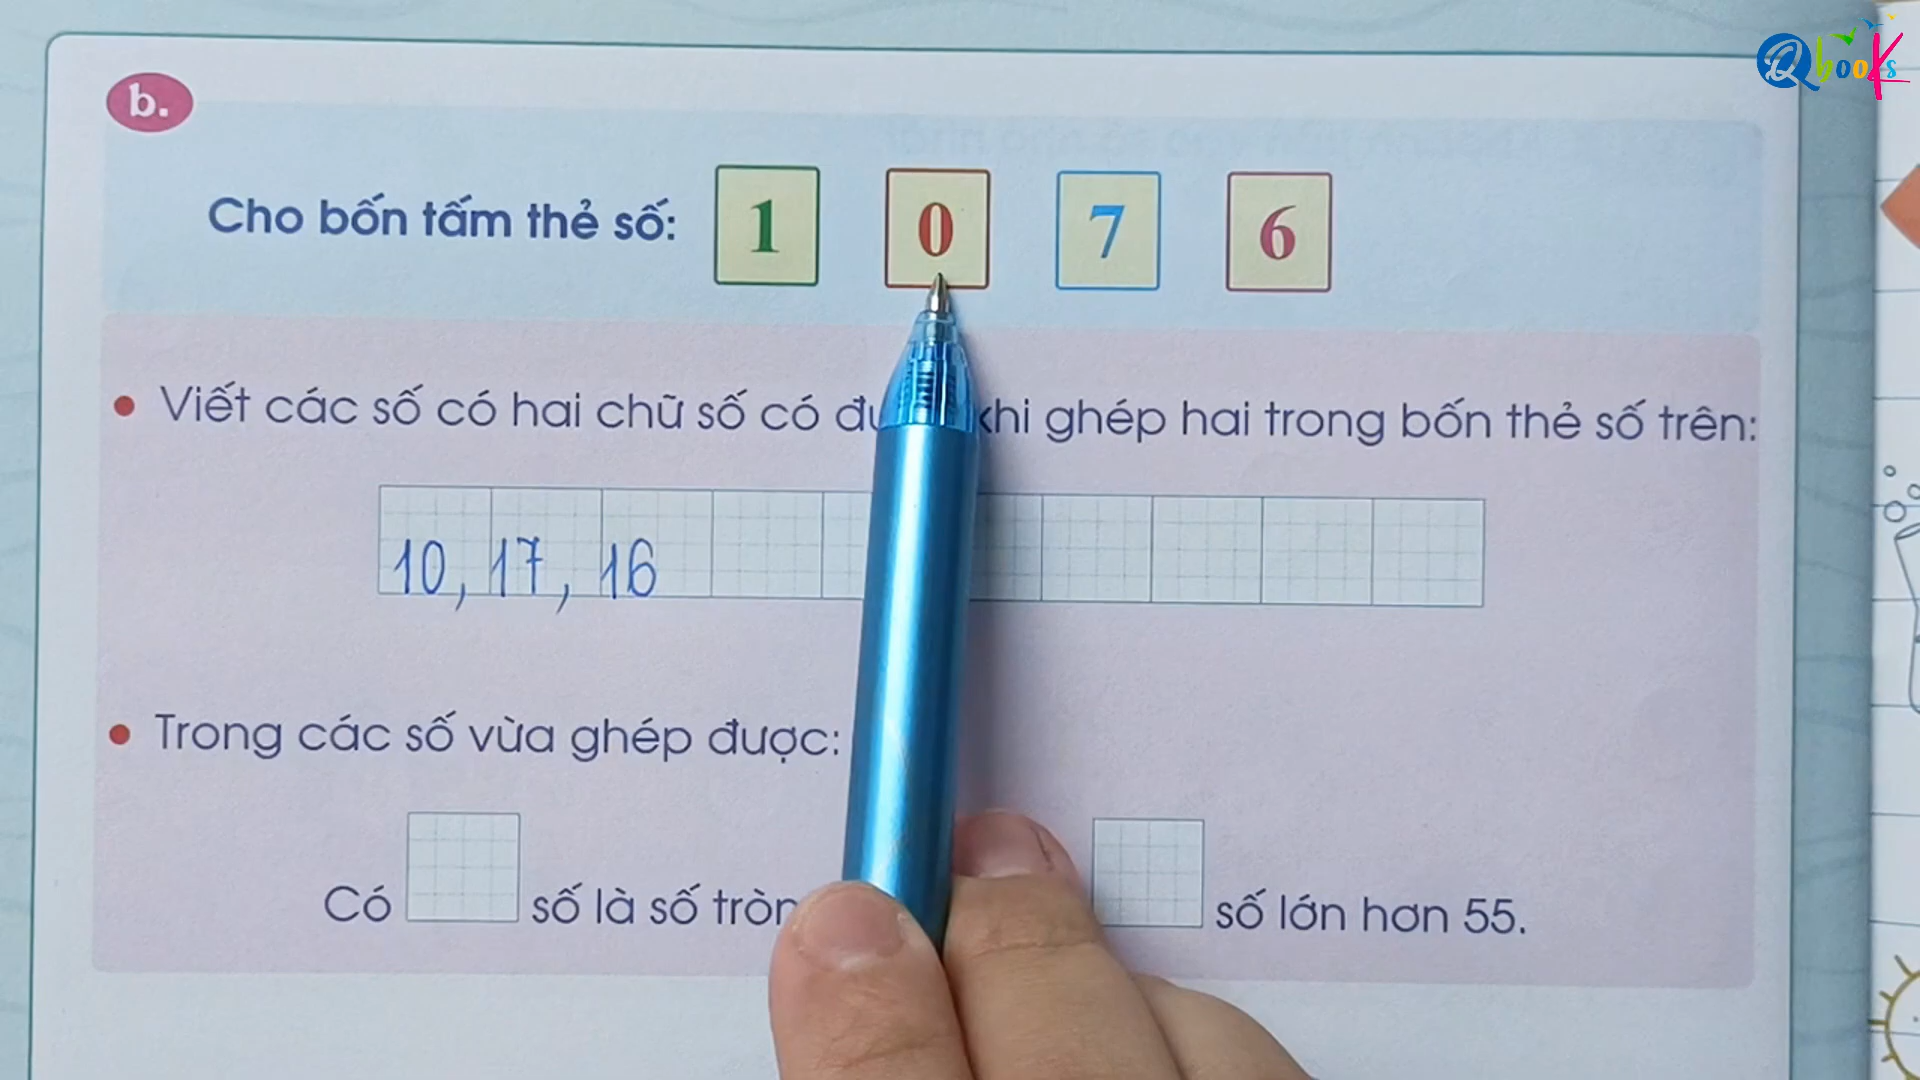 Qbooks
b.
Cho bốn tấm thẻ số: 1 0 7 6
• Viết các số có hai chữ số có khi ghép hai trong bốn thẻ số trên:
10, 17, 16
• Trong các số vừa ghép được:
Có số là số tròn số lớn hơn 55.